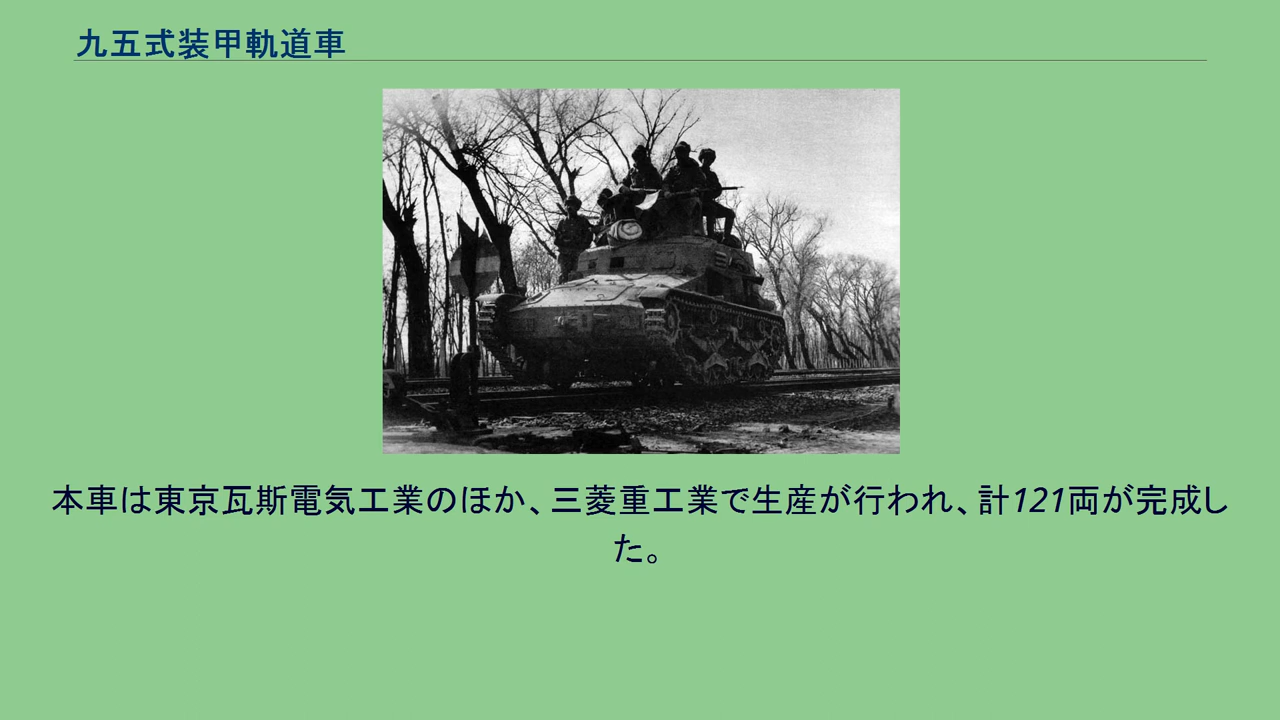 九五式装甲軌道車
本車は東京瓦斯電気工業のほか、三菱重工業で生産が行われ、計121両が完成し
た。